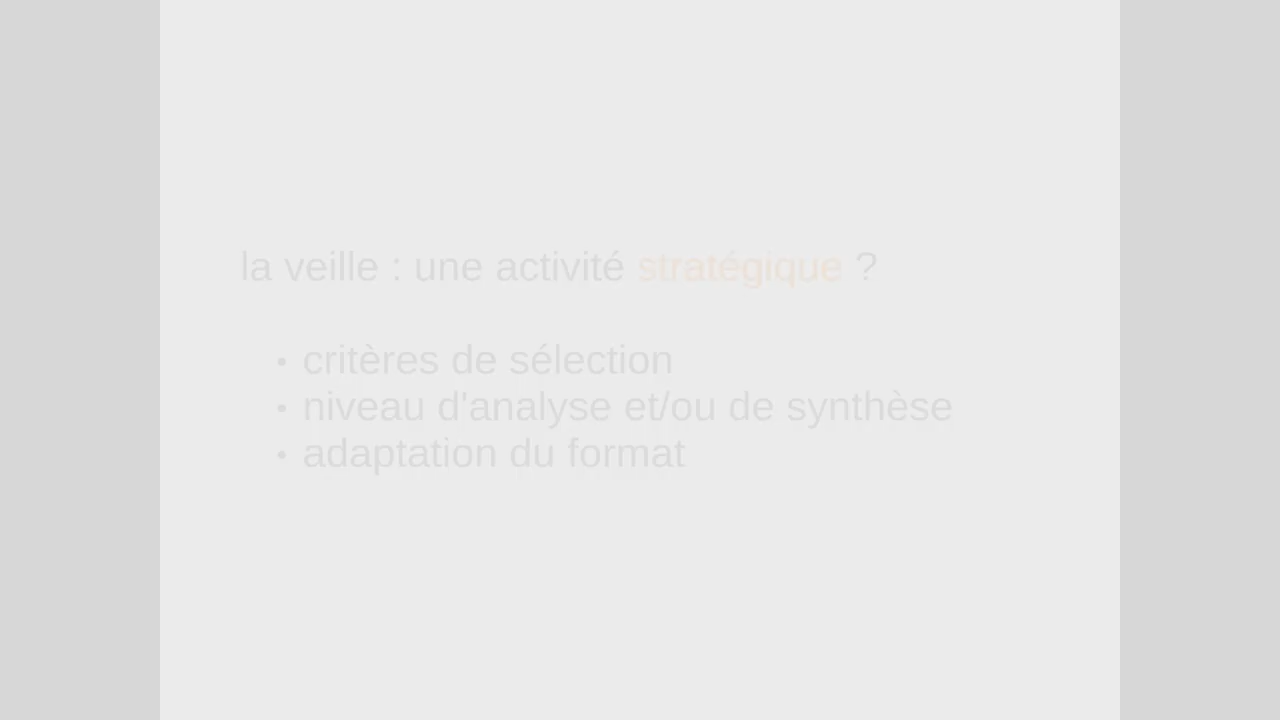 la veille : une activité stratégique ?
• critères de sélection
• niveau d'analyse et/ou de synthèse
• adaptation du format